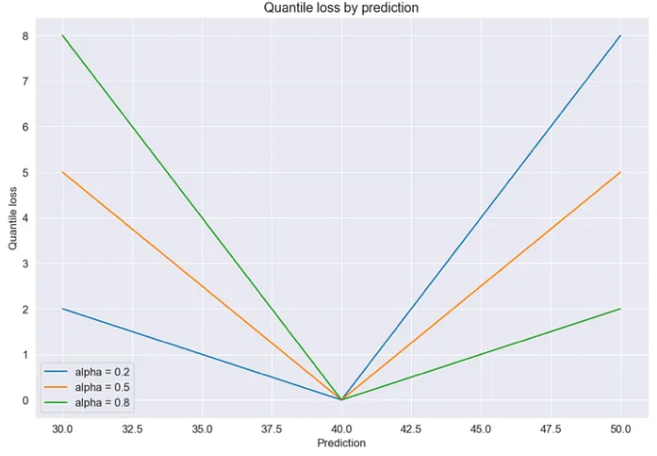 Quantile loss by prediction
8
7
6
5
4
3
2
1
0
Quantile loss
alpha = 0.2
alpha = 0.5
alpha = 0.8
30.0 32.5 35.0 37.5 40.0 42.5 45.0 47.5 50.0
Prediction